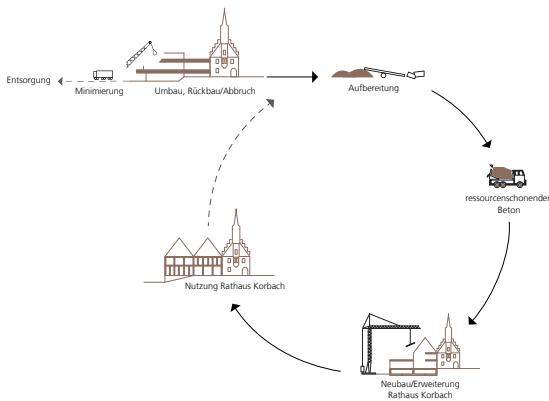 Entsorgung
Minimierung
Umbau, Rückbau/Abbruch
Aufbereitung
ressourcenschonender
Beton
Nutzung Rathaus Korbach
Neubau/Erweiterung
Rathaus Korbach